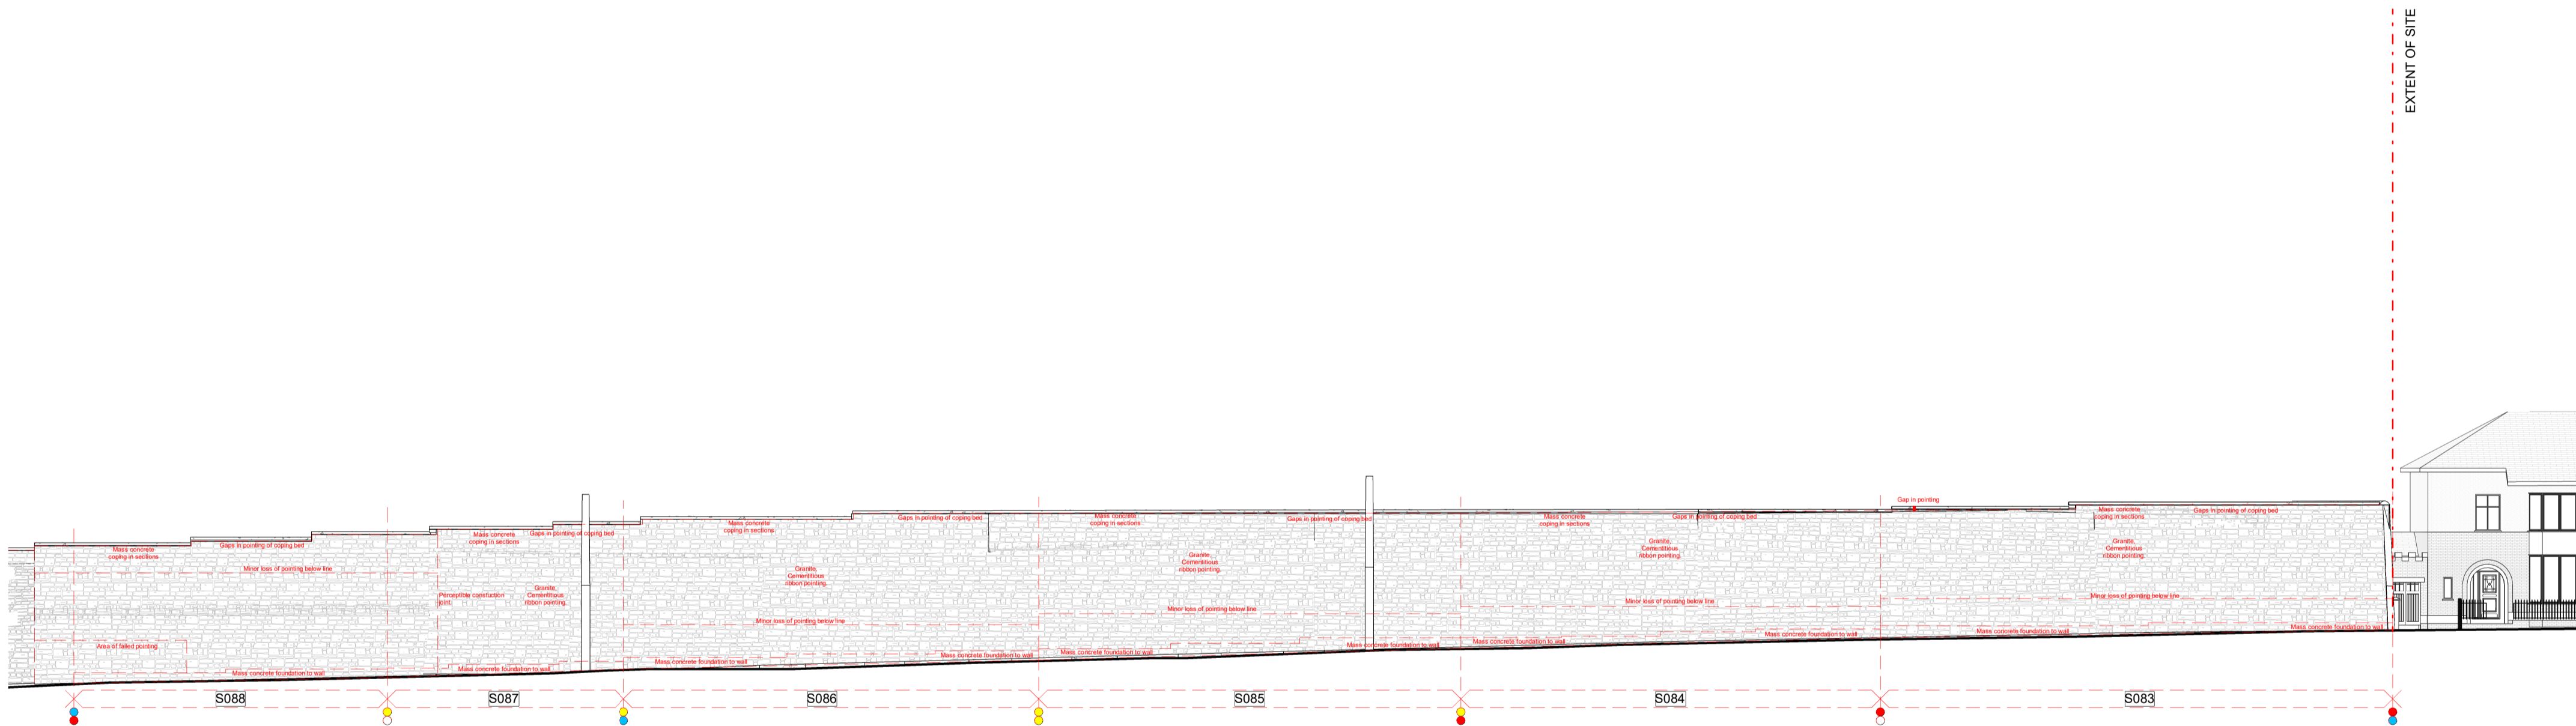 EXTENT OF SITE
Gap in pointing
Mass concrete
coping in sections
Gaps in pointing of coping bed
Mass concrete
coping in sections
Gaps in pointing of coping bed
Mass concrete
coping in sections
Gaps in pointing of coping bed
Mass concrete
coping in sections
Gaps in pointing of coping bed
Mass concrete
coping in sections
Gaps in pointing of coping bed
Mass concrete
coping in sections
Gaps in pointing of coping bed
Minor loss of pointing below line
Perceptible constuction
joint.
Granite,
Cementitious
ribbon pointing.
Granite,
Cementitious
ribbon pointing.
Granite,
Cementitious
ribbon pointing.
Granite,
Cementitious
ribbon pointing.
Granite,
Cementitious
ribbon pointing.
Minor loss of pointing below line
Minor loss of pointing below line
Minor loss of pointing below line
Minor loss of pointing below line
Area of failed pointing
Mass concrete foundation to wall
Mass concrete foundation to wall
Mass concrete foundation to wall
Mass concrete foundation to wall
Mass concrete foundation to wall
Mass concrete foundation to wall
Mass concrete foundation to wall
Mass concrete foundation to wall
Mass concrete foundation to wall
Mass concrete foundation to wall
S088
S087
S086
S085
S084
S083